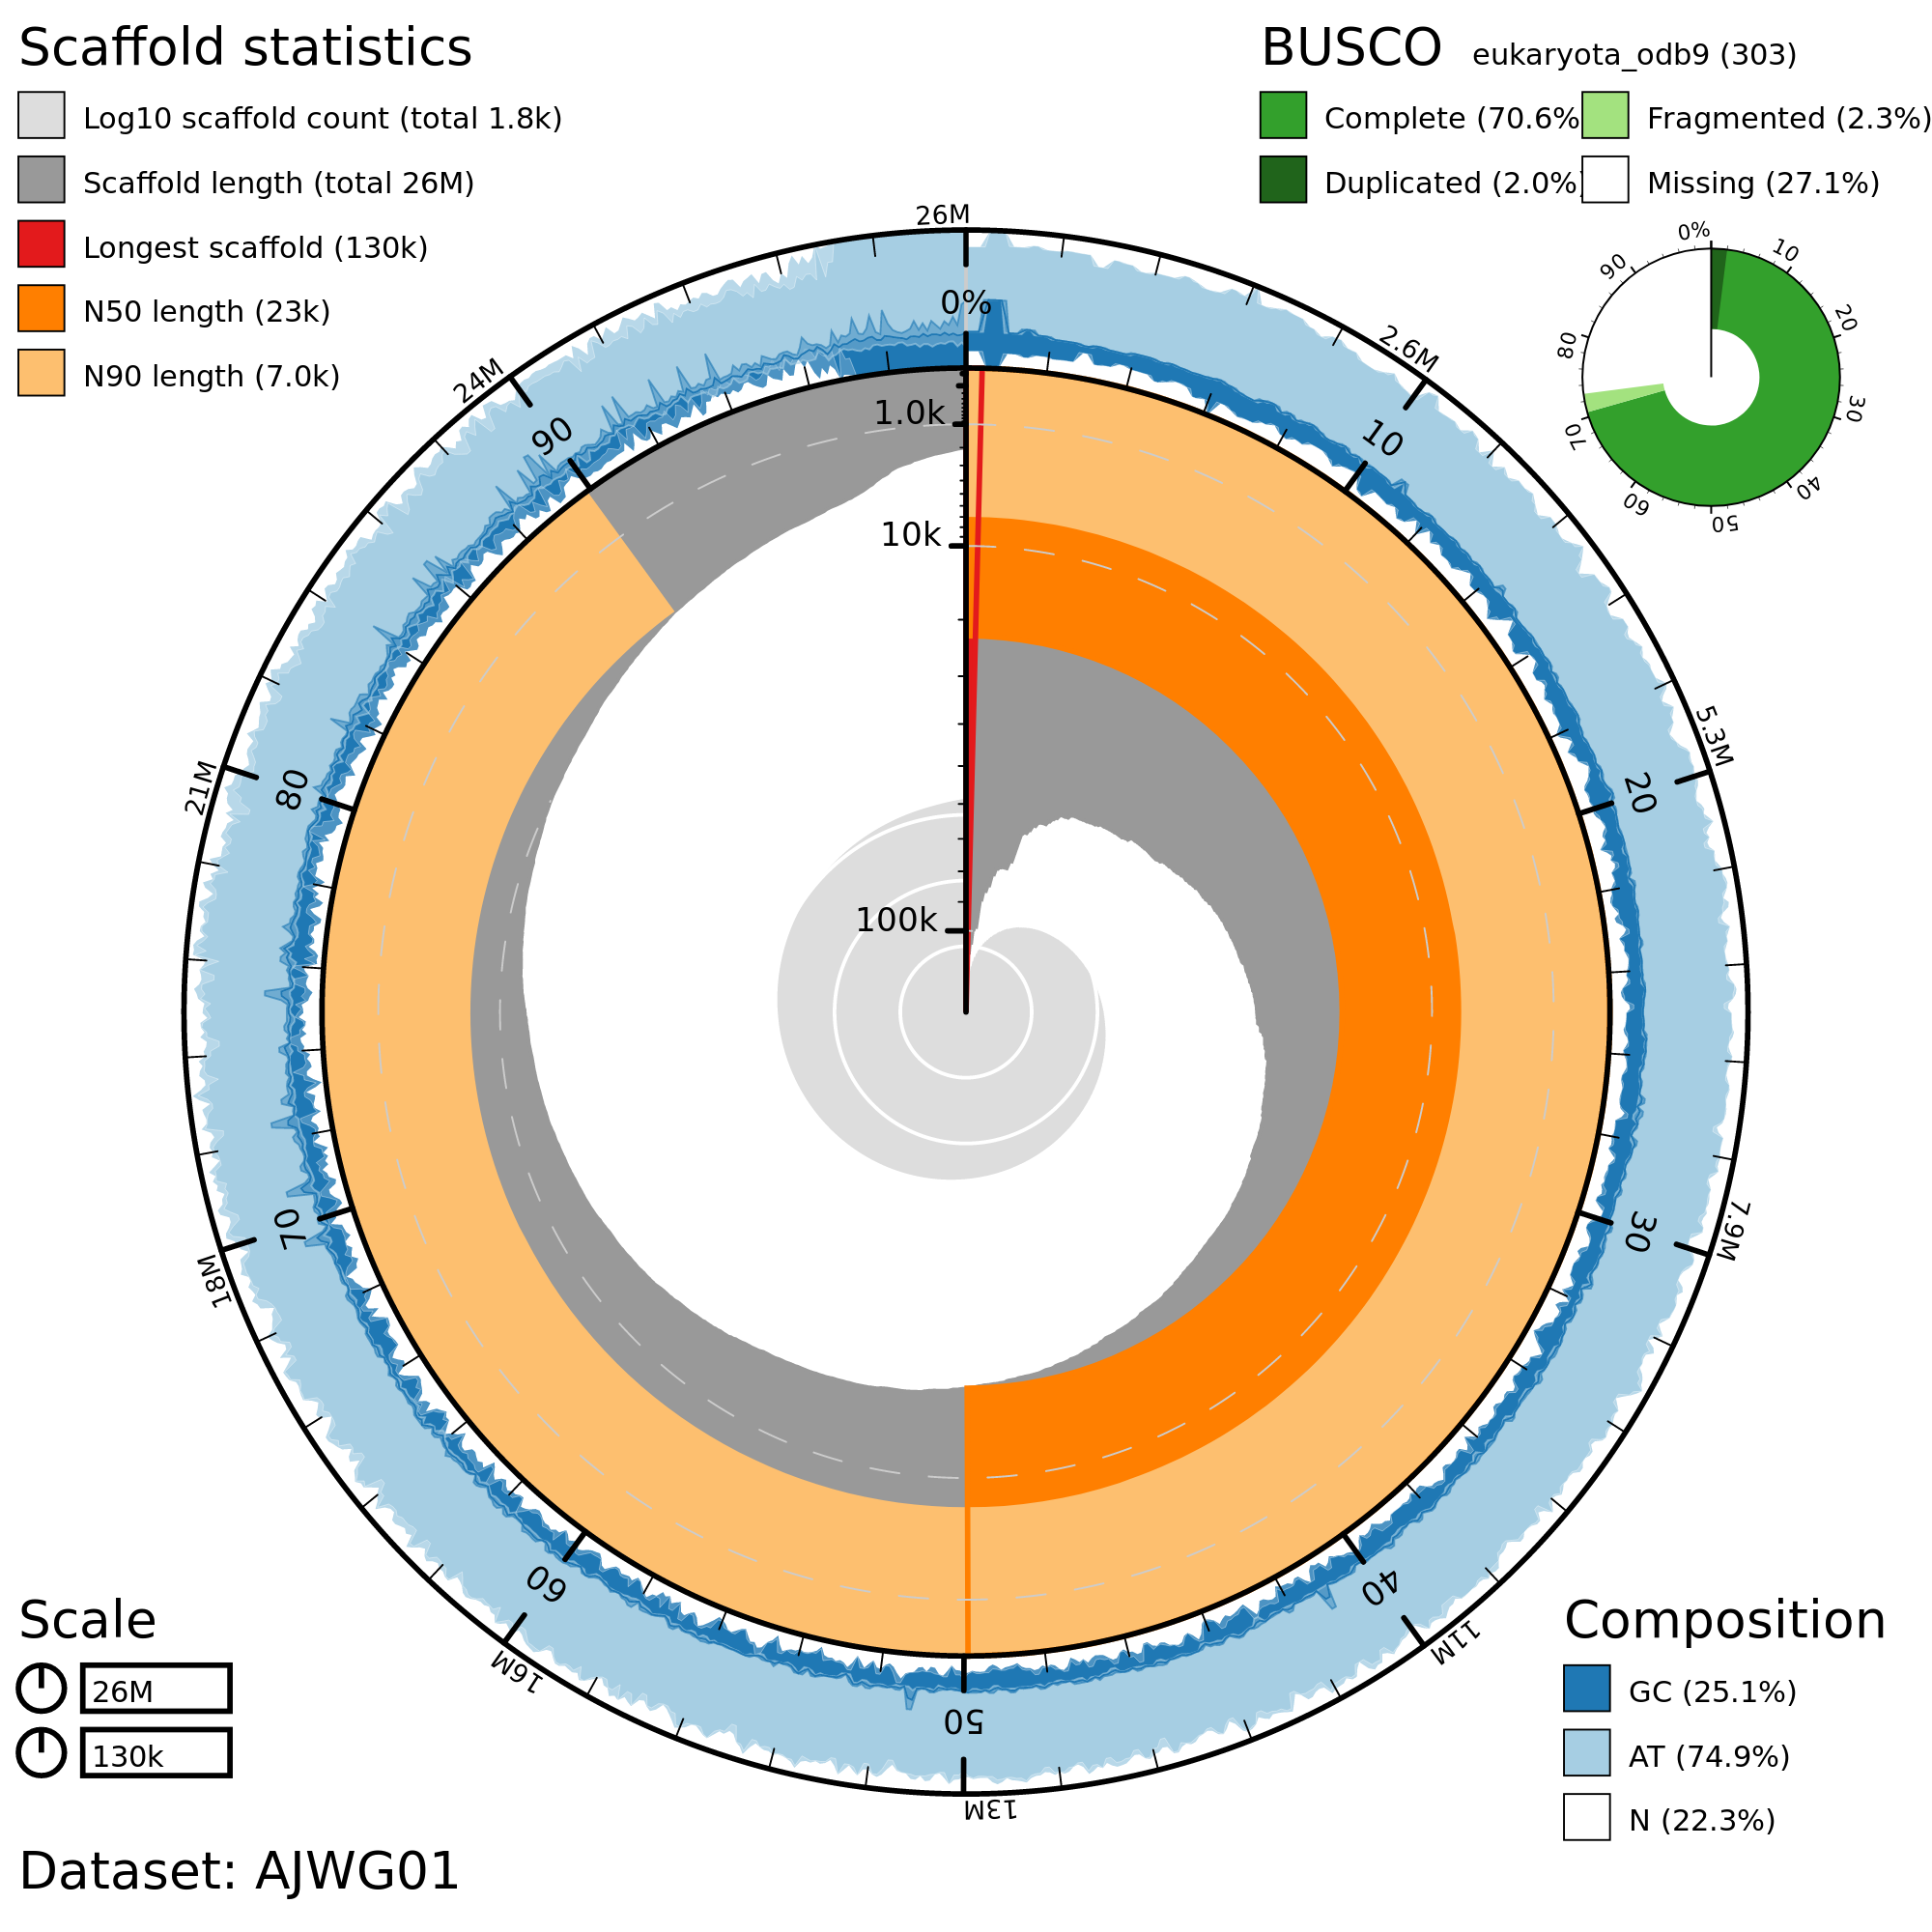 Scaffold statistics
Log10 scaffold count (total 1.8k)
Scaffold length (total 26M)
Longest scaffold (130k)
N50 length (23k)
N90 length (7.0k)
BUSCO eukaryota_odb9 (303)
Complete (70.6% Fragmented (2.3%)
Duplicated (2.0% Missing (27.1%)
0%
10
20
30
40
50
60
70
80
90
26M
2.6M
5.3M
7.9M
11M
13M
16M
18M
21M
24M
0%
10
20
30
40
50
60
70
80
90
1.0k
10k
100k
Scale
26M
130k
Composition
GC (25.1%)
AT (74.9%)
N (22.3%)
Dataset: AJWG01